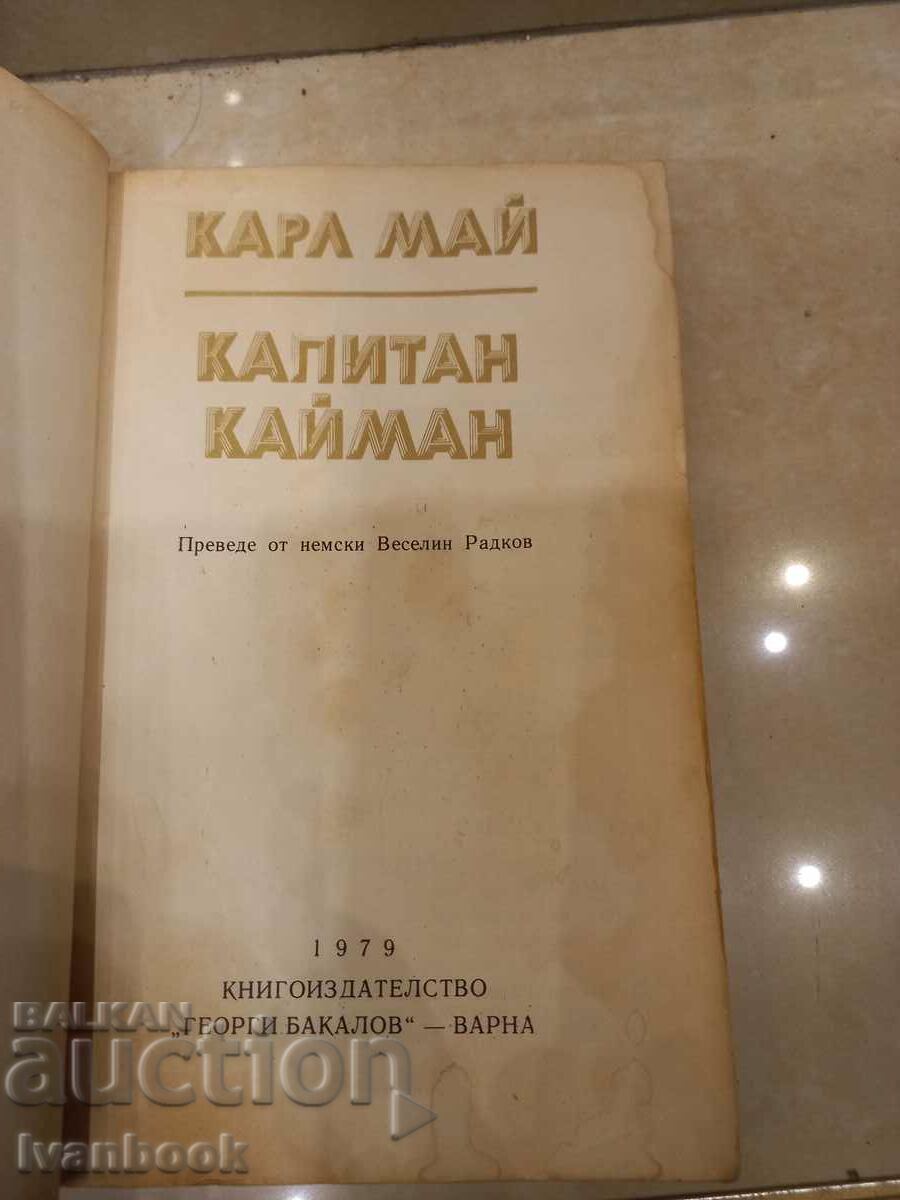 КАРЛ МАЙ
КАПИТАН
КАЙМАН
Преведе от немски Веселин Радков
1979
КНИГОИЗДАТЕЛСТВО
„ГЕОРГИ БАКАЛОВ“ — ВАРНА
BALKAN
auction
Ivanbook